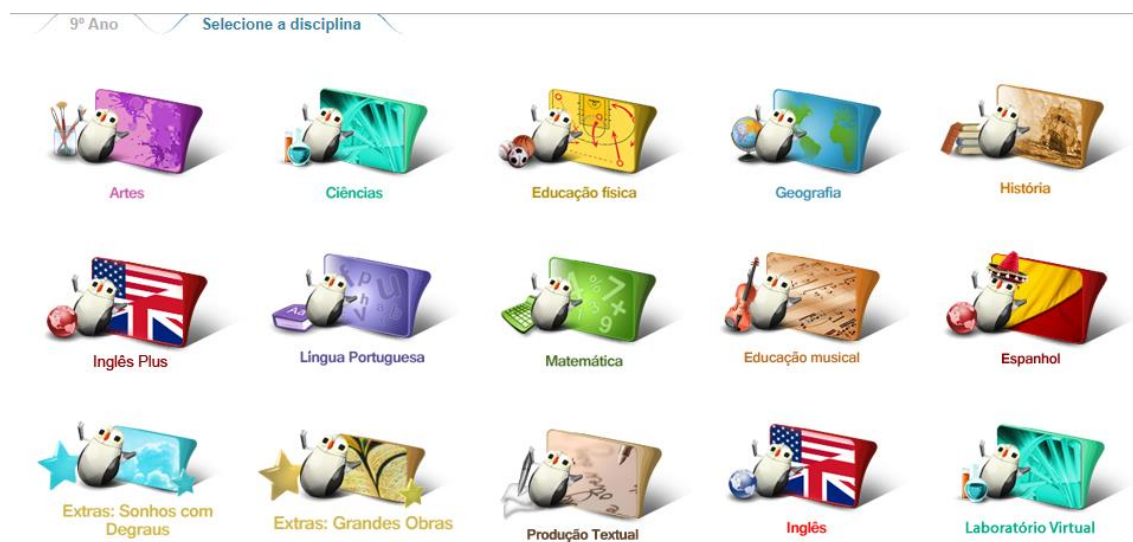 9º Ano
Selecione a disciplina
Artes
Ciências
Educação física
Geografia
História
Inglês Plus
Língua Portuguesa
Matemática
Educação musical
Espanhol
Extras: Sonhos com
Degraus
Extras: Grandes Obras
Produção Textual
Inglês
Laboratório Virtual